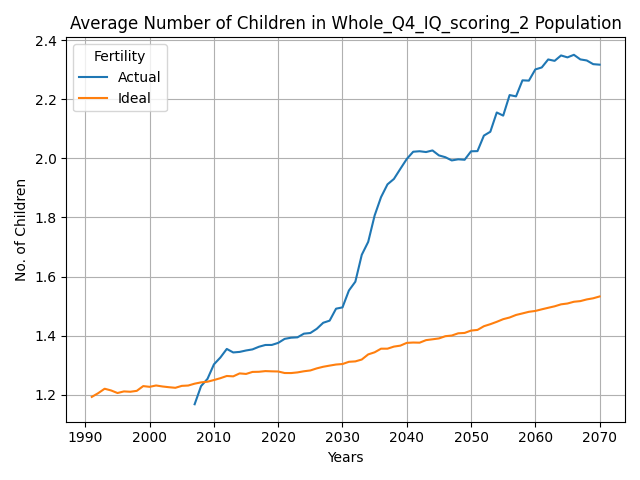 Average Number of Children in Whole_Q4_IQ_scoring_2 Population
2.4
2.2
2.0
1.8
1.6
1.4
1.2
No. of Children
Fertility
Actual
Ideal
1990 2000 2010 2020 2030 2040 2050 2060 2070
Years